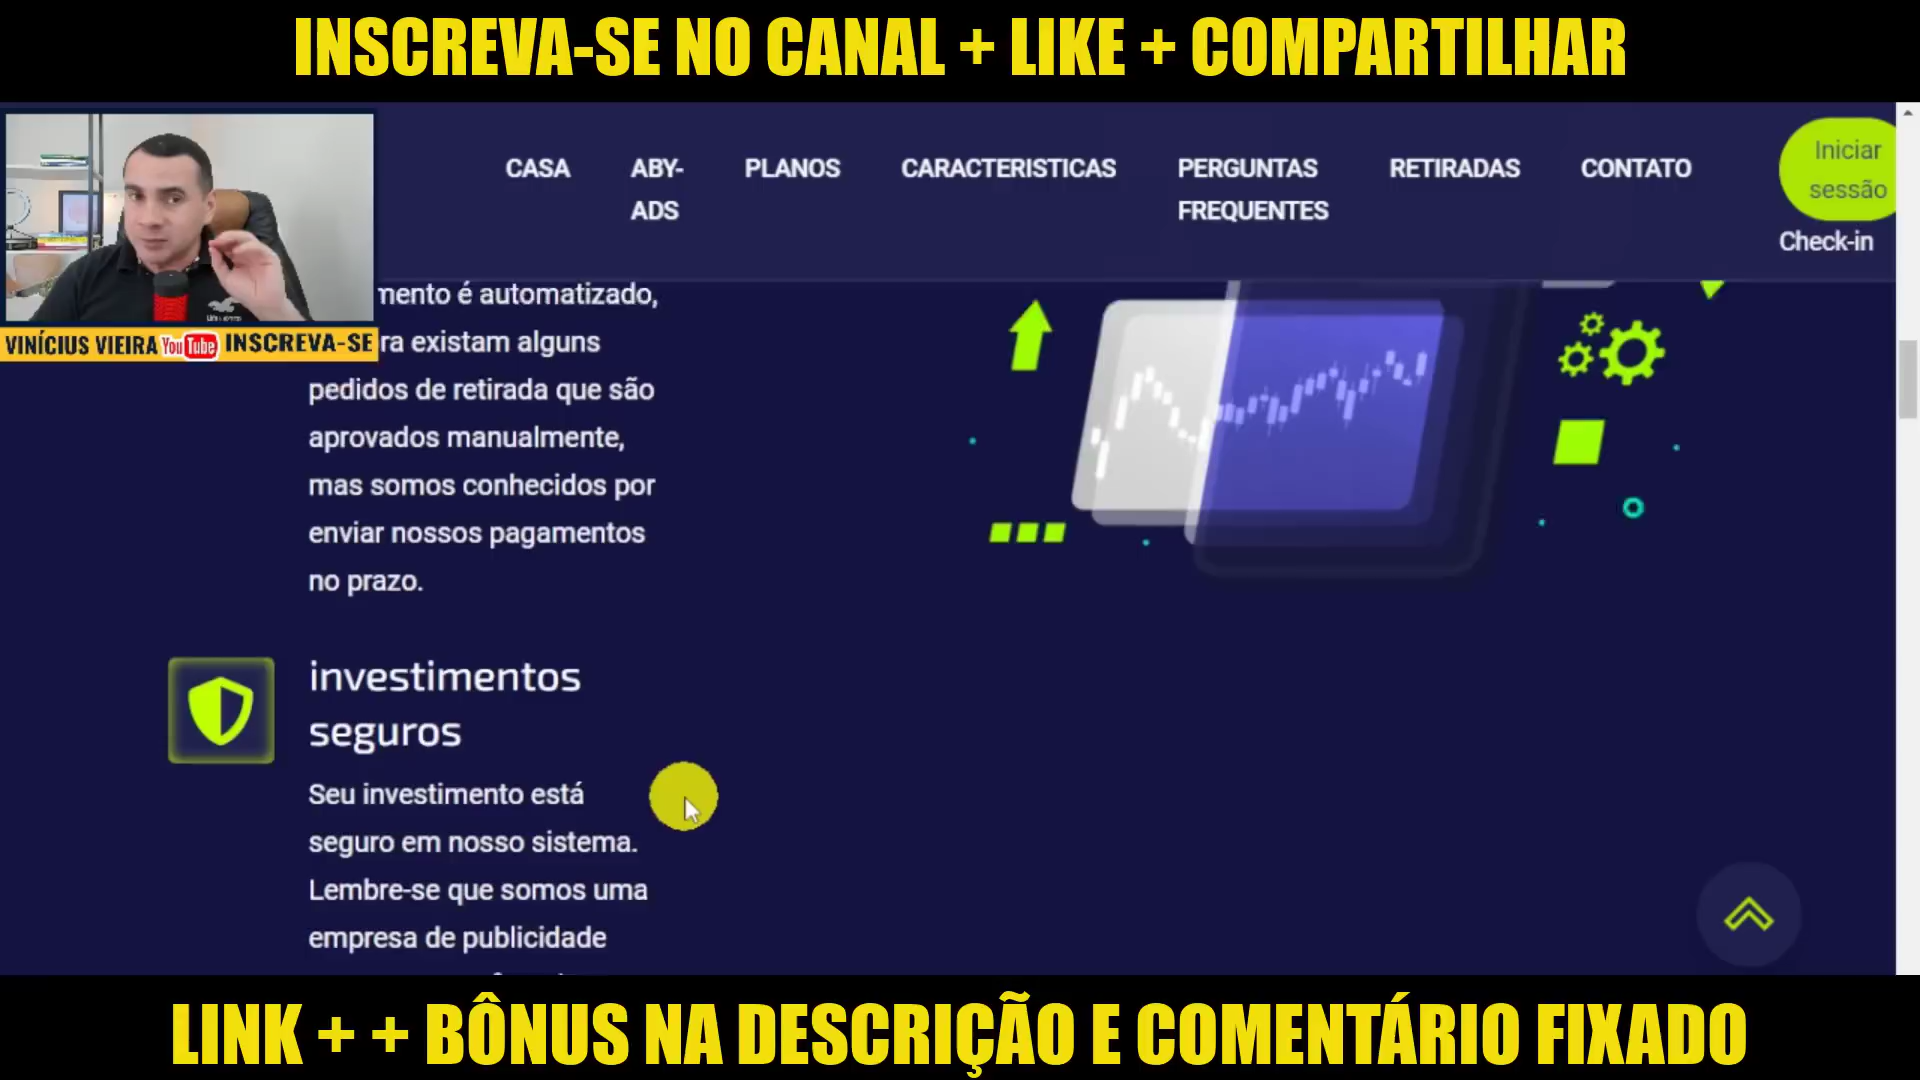 INSCREVA-SE NO CANAL + LIKE + COMPARTILHAR
CASA
ABY-
ADS
PLANOS
CARACTERISTICAS
PERGUNTAS
FREQUENTES
RETIRADAS
CONTATO
Iniciar
sessão
Check-in
VINÍCIUS VIEIRA YouTube INSCREVA-SE
mento é automatizado,
ra existam alguns
pedidos de retirada que são
aprovados manualmente,
mas somos conhecidos por
enviar nossos pagamentos
no prazo.
investimentos
seguros
Seu investimento está
seguro em nosso sistema.
Lembre-se que somos uma
empresa de publicidade
LINK + + BÔNUS NA DESCRIÇÃO E COMENTÁRIO FIXADO